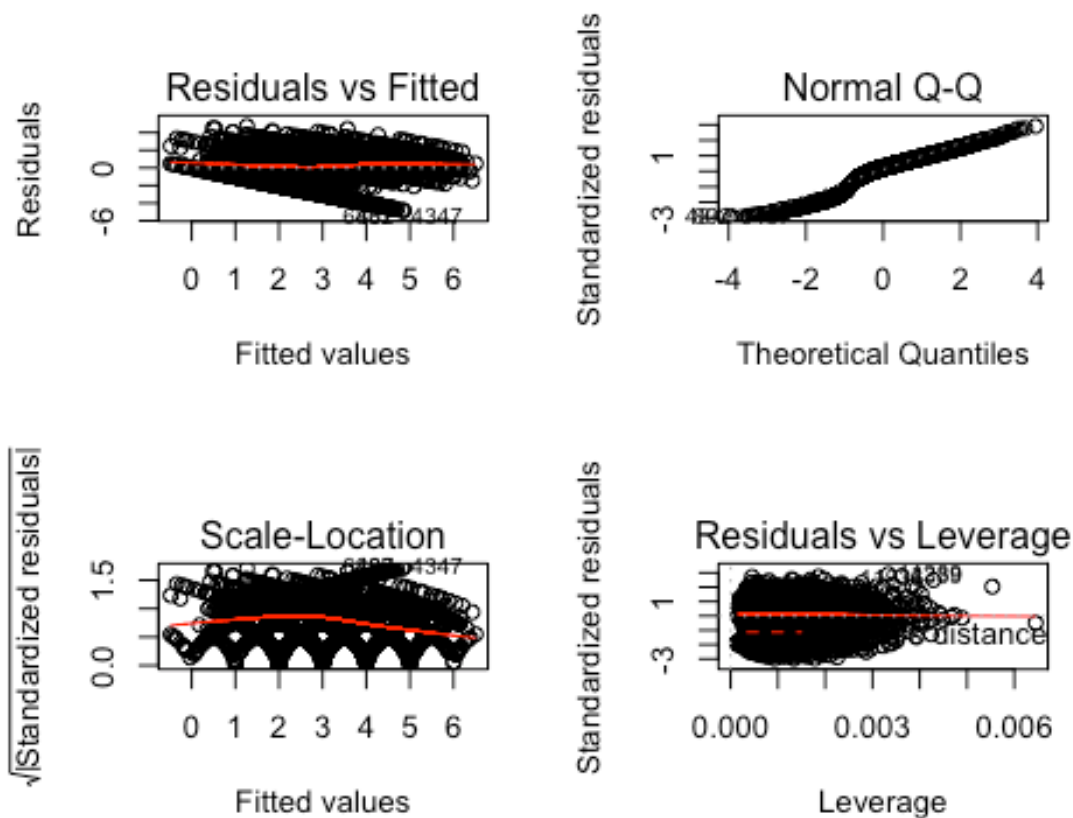 Residuals vs Fitted
Residuals
0
-6
4347
0 1 2 3 4 5 6
Fitted values
Normal Q-Q
Standardized residuals
1
-3
-4 -2 0 2 4
Theoretical Quantiles
Scale-Location
√|Standardized residuals|
1.5
0.0
4347
0 1 2 3 4 5 6
Fitted values
Residuals vs Leverage
Standardized residuals
1
-3
distance
0.000 0.003 0.006
Leverage